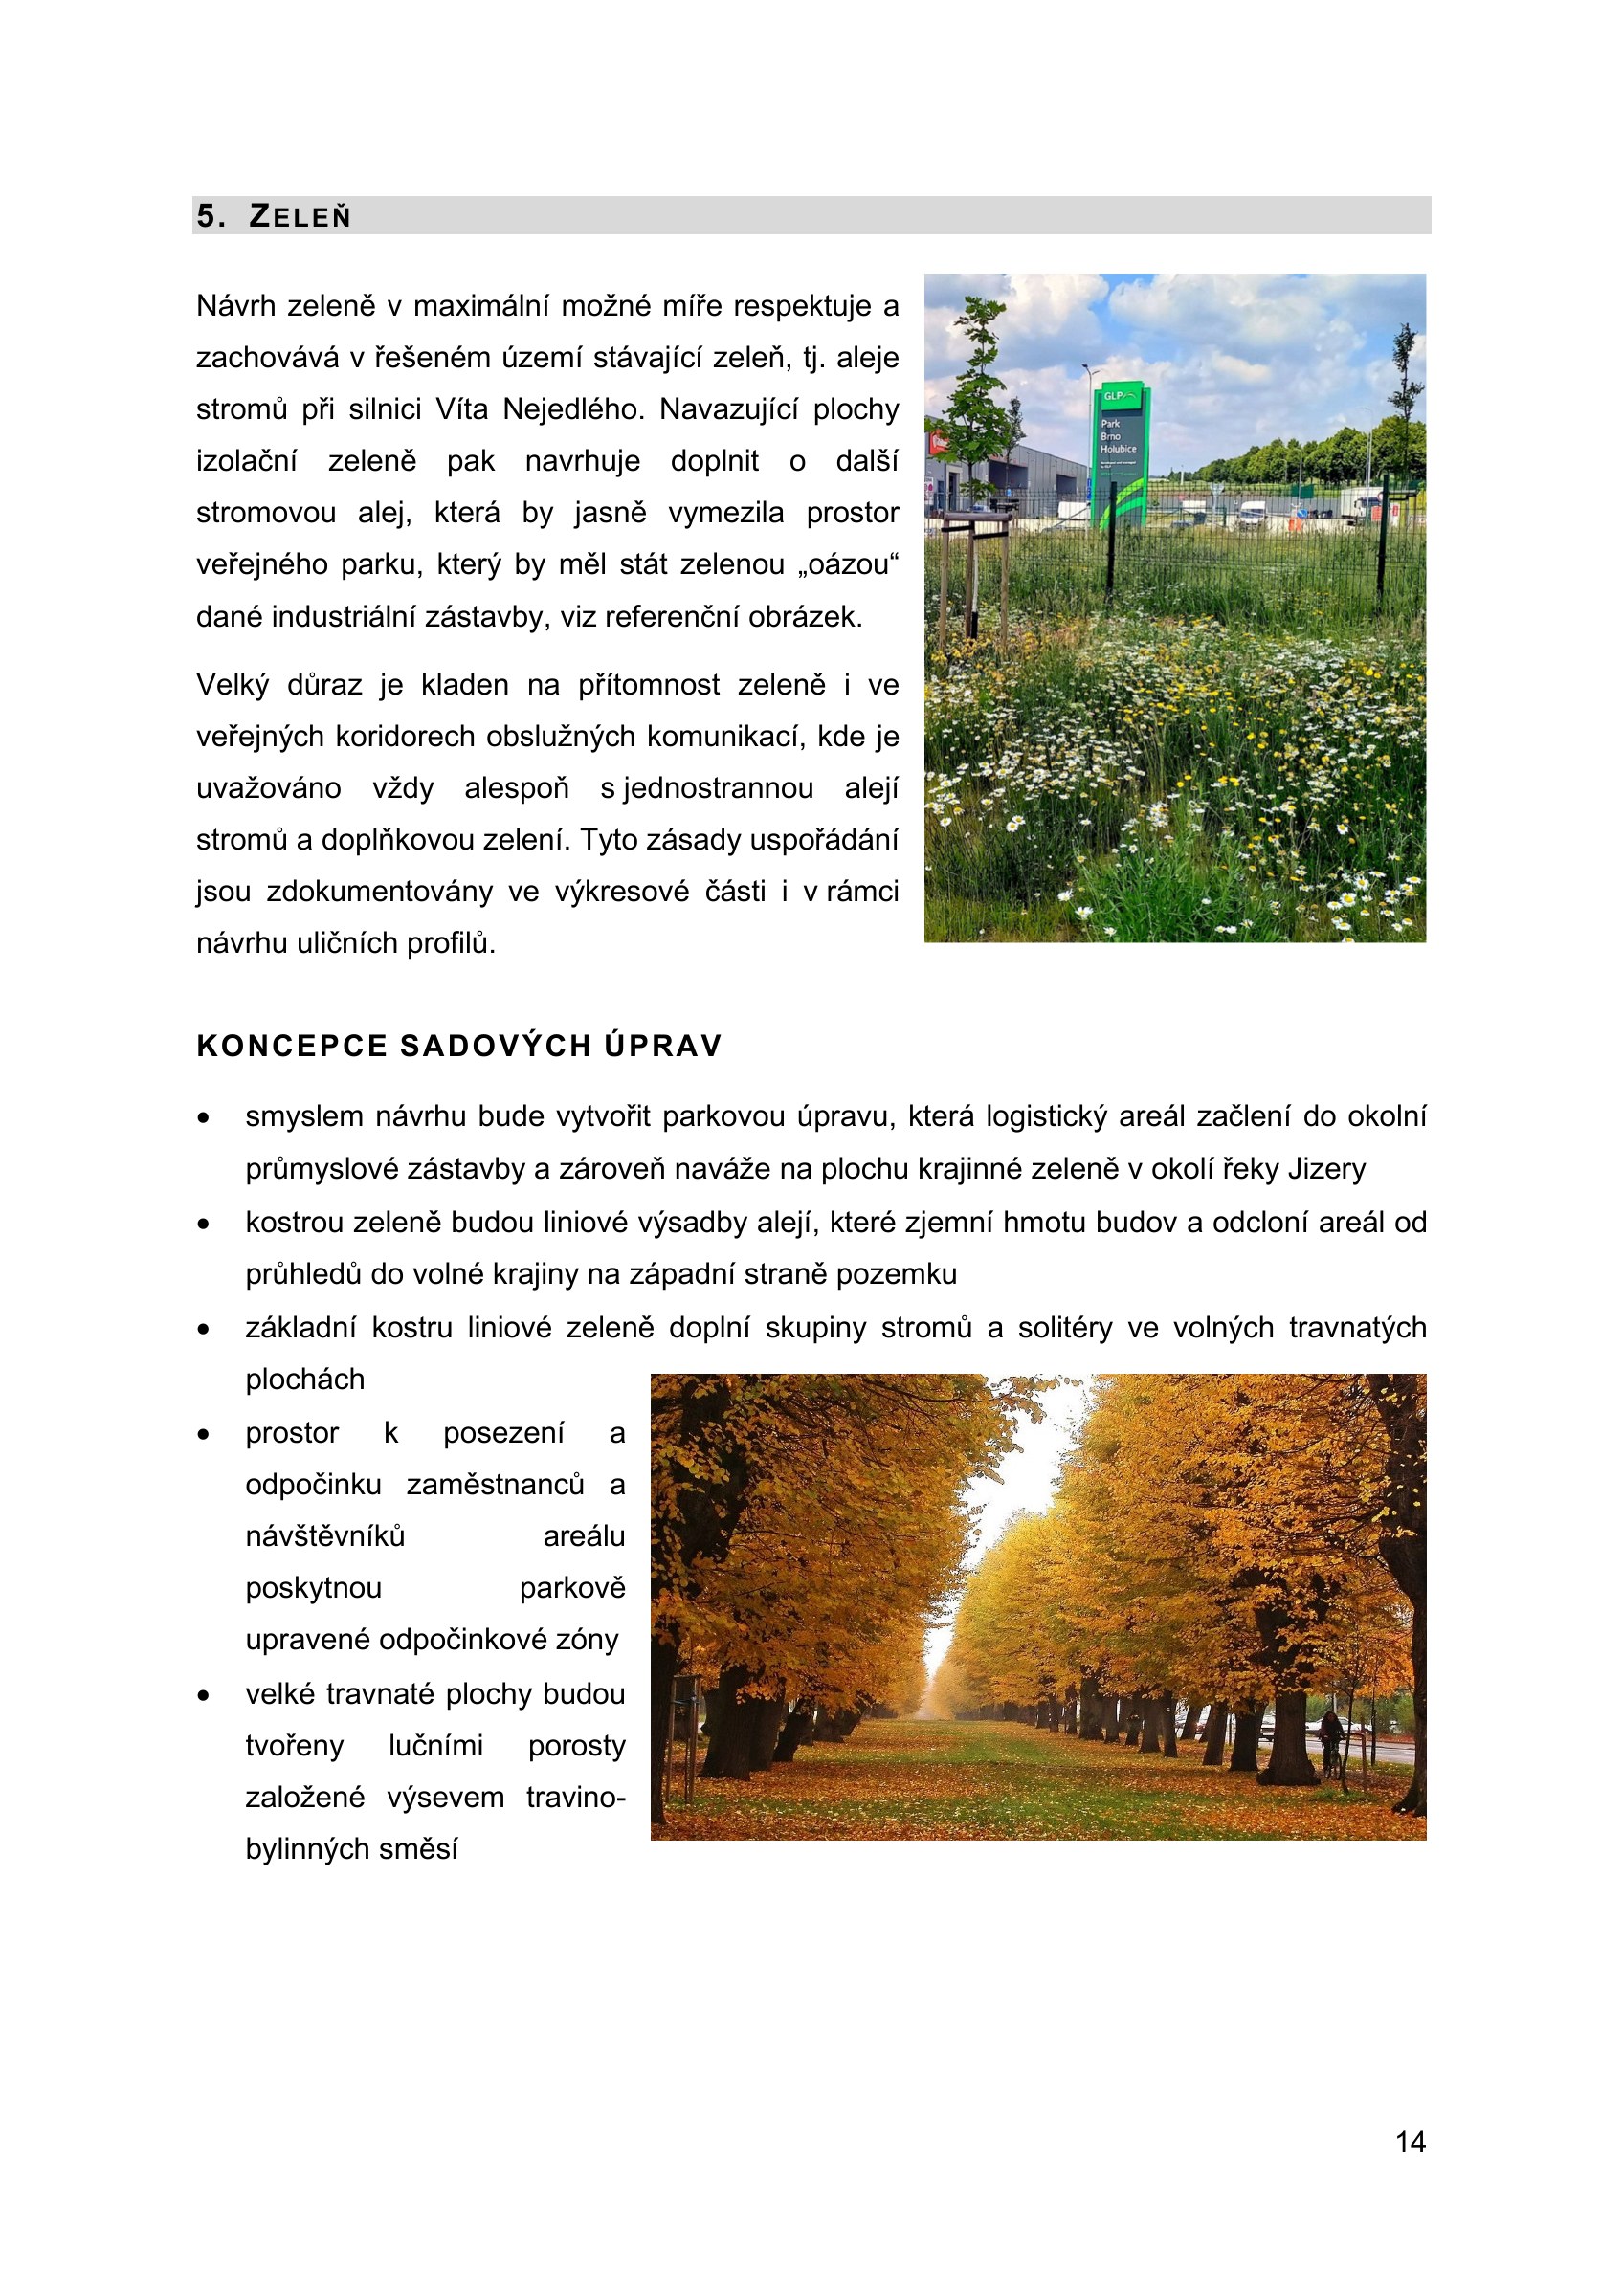 5. ZELEŇ
Návrh zeleně v maximální možné míře respektuje a
zachovává v řešeném území stávající zeleň, tj. aleje
stromů při silnici Víta Nejedlého. Navazující plochy
izolační zeleně pak navrhuje doplnit o další
stromovou alej, která by jasně vymezila prostor
veřejného parku, který by měl stát zelenou „oázou“
dané industriální zástavby, viz referenční obrázek.
GLP
Park
Brno
Holubice
Velký důraz je kladen na přítomnost zeleně i ve
veřejných koridorech obslužných komunikací, kde je
uvažováno vždy alespoň s jednostrannou alejí
stromů a doplňkovou zelení. Tyto zásady uspořádání
jsou zdokumentovány ve výkresové části i v rámci
návrhu uličních profilů.
KONCEPCE SADOVÝCH ÚPRAV
• smyslem návrhu bude vytvořit parkovou úpravu, která logistický areál začlení do okolní
průmyslové zástavby a zároveň naváže na plochu krajinné zeleně v okolí řeky Jizery
• kostrou zeleně budou liniové výsadby alejí, které zjemní hmotu budov a odcloní areál od
průhledů do volné krajiny na západní straně pozemku
• základní kostru liniové zeleně doplní skupiny stromů a solitéry ve volných travnatých
plochách
• prostor k posezení a
odpočinku zaměstnanců a
návštěvníků areálu
poskytnou parkově
upravené odpočinkové zóny
• velké travnaté plochy budou
tvořeny lučními porosty
založené výsevem travino-
bylinných směsí
14